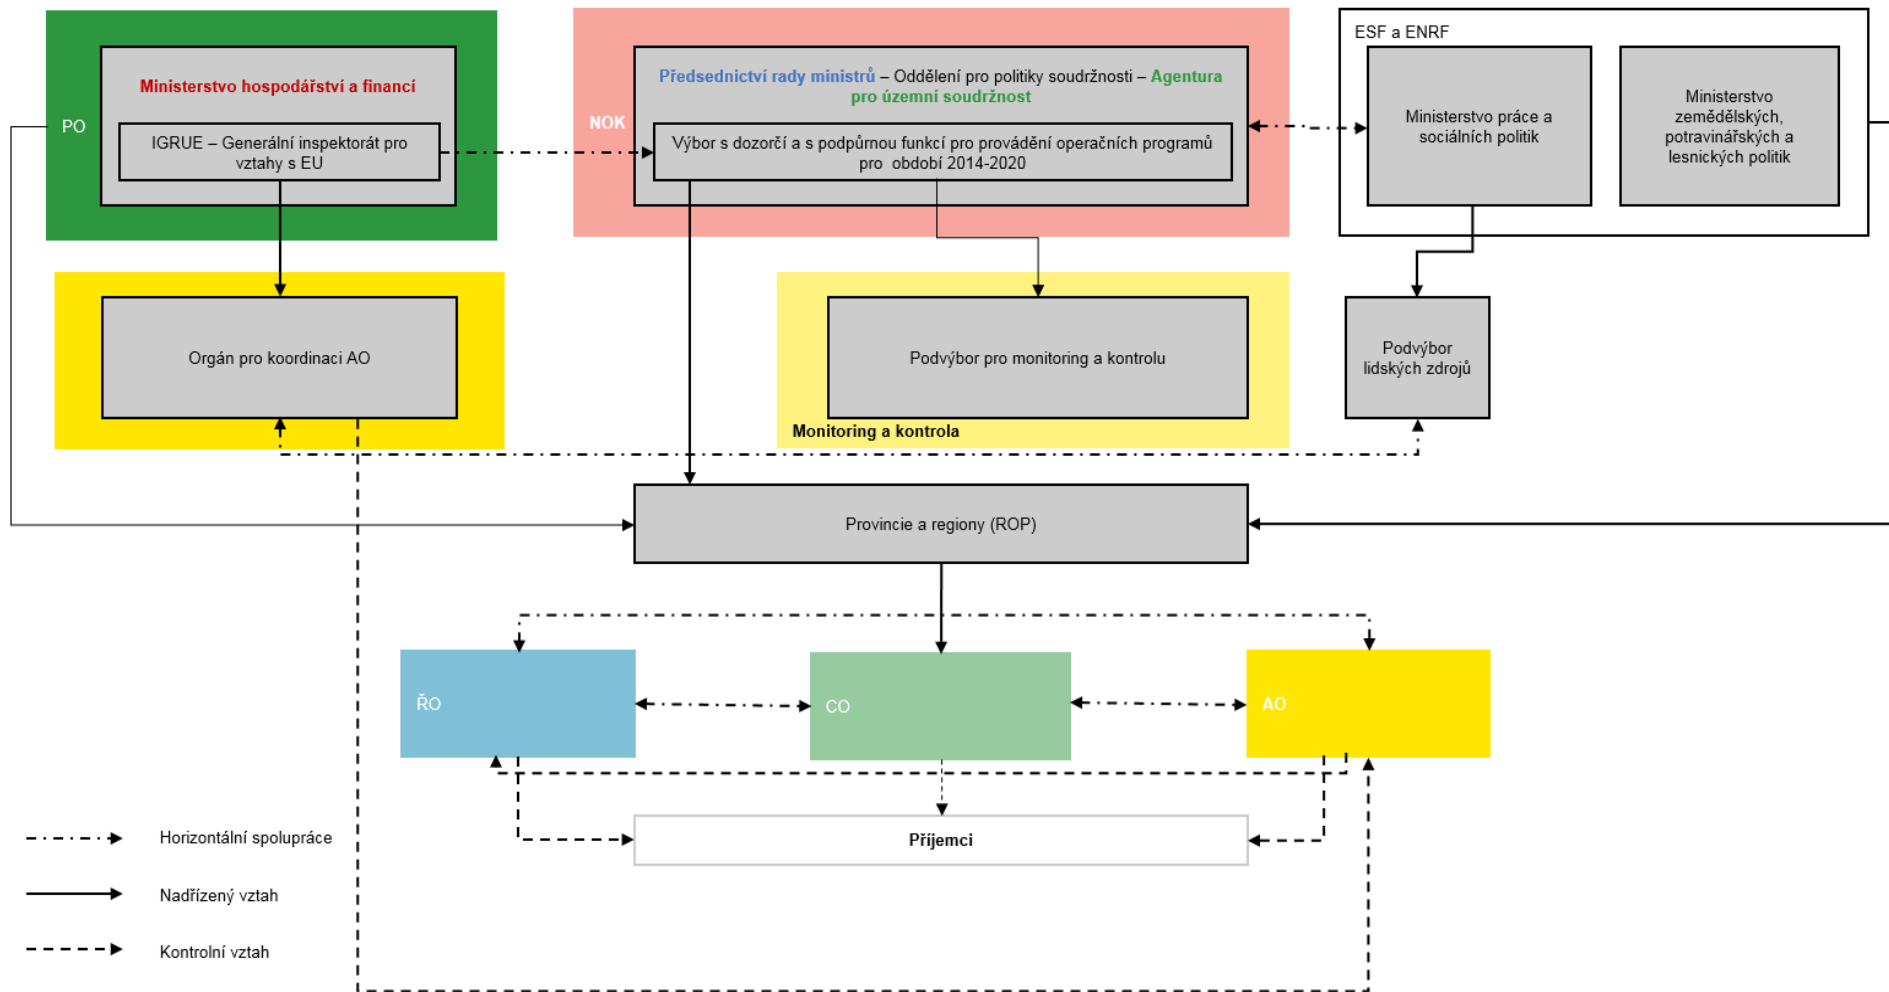 PO
Ministerstvo hospodářství a financí
IGRUE – Generální inspektorát pro
vztahy s EU
NOK
Předsednictví rady ministrů – Oddělení pro politiky soudržnosti – Agentura
pro územní soudržnost
Výbor s dozorčí a s podpůrnou funkcí pro provádění operačních programů
pro období 2014-2020
ESF a ENRF
Ministerstvo práce a
sociálních politik
Ministerstvo
zemědělských,
potravinářských a
lesnických politik
Orgán pro koordinaci AO
Podvýbor pro monitoring a kontrolu
Monitoring a kontrola
Podvýbor
lidských zdrojů
Provincie a regiony (ROP)
ŘO
CO
AO
Příjemci
Horizontální spolupráce
Nadřízený vztah
Kontrolní vztah